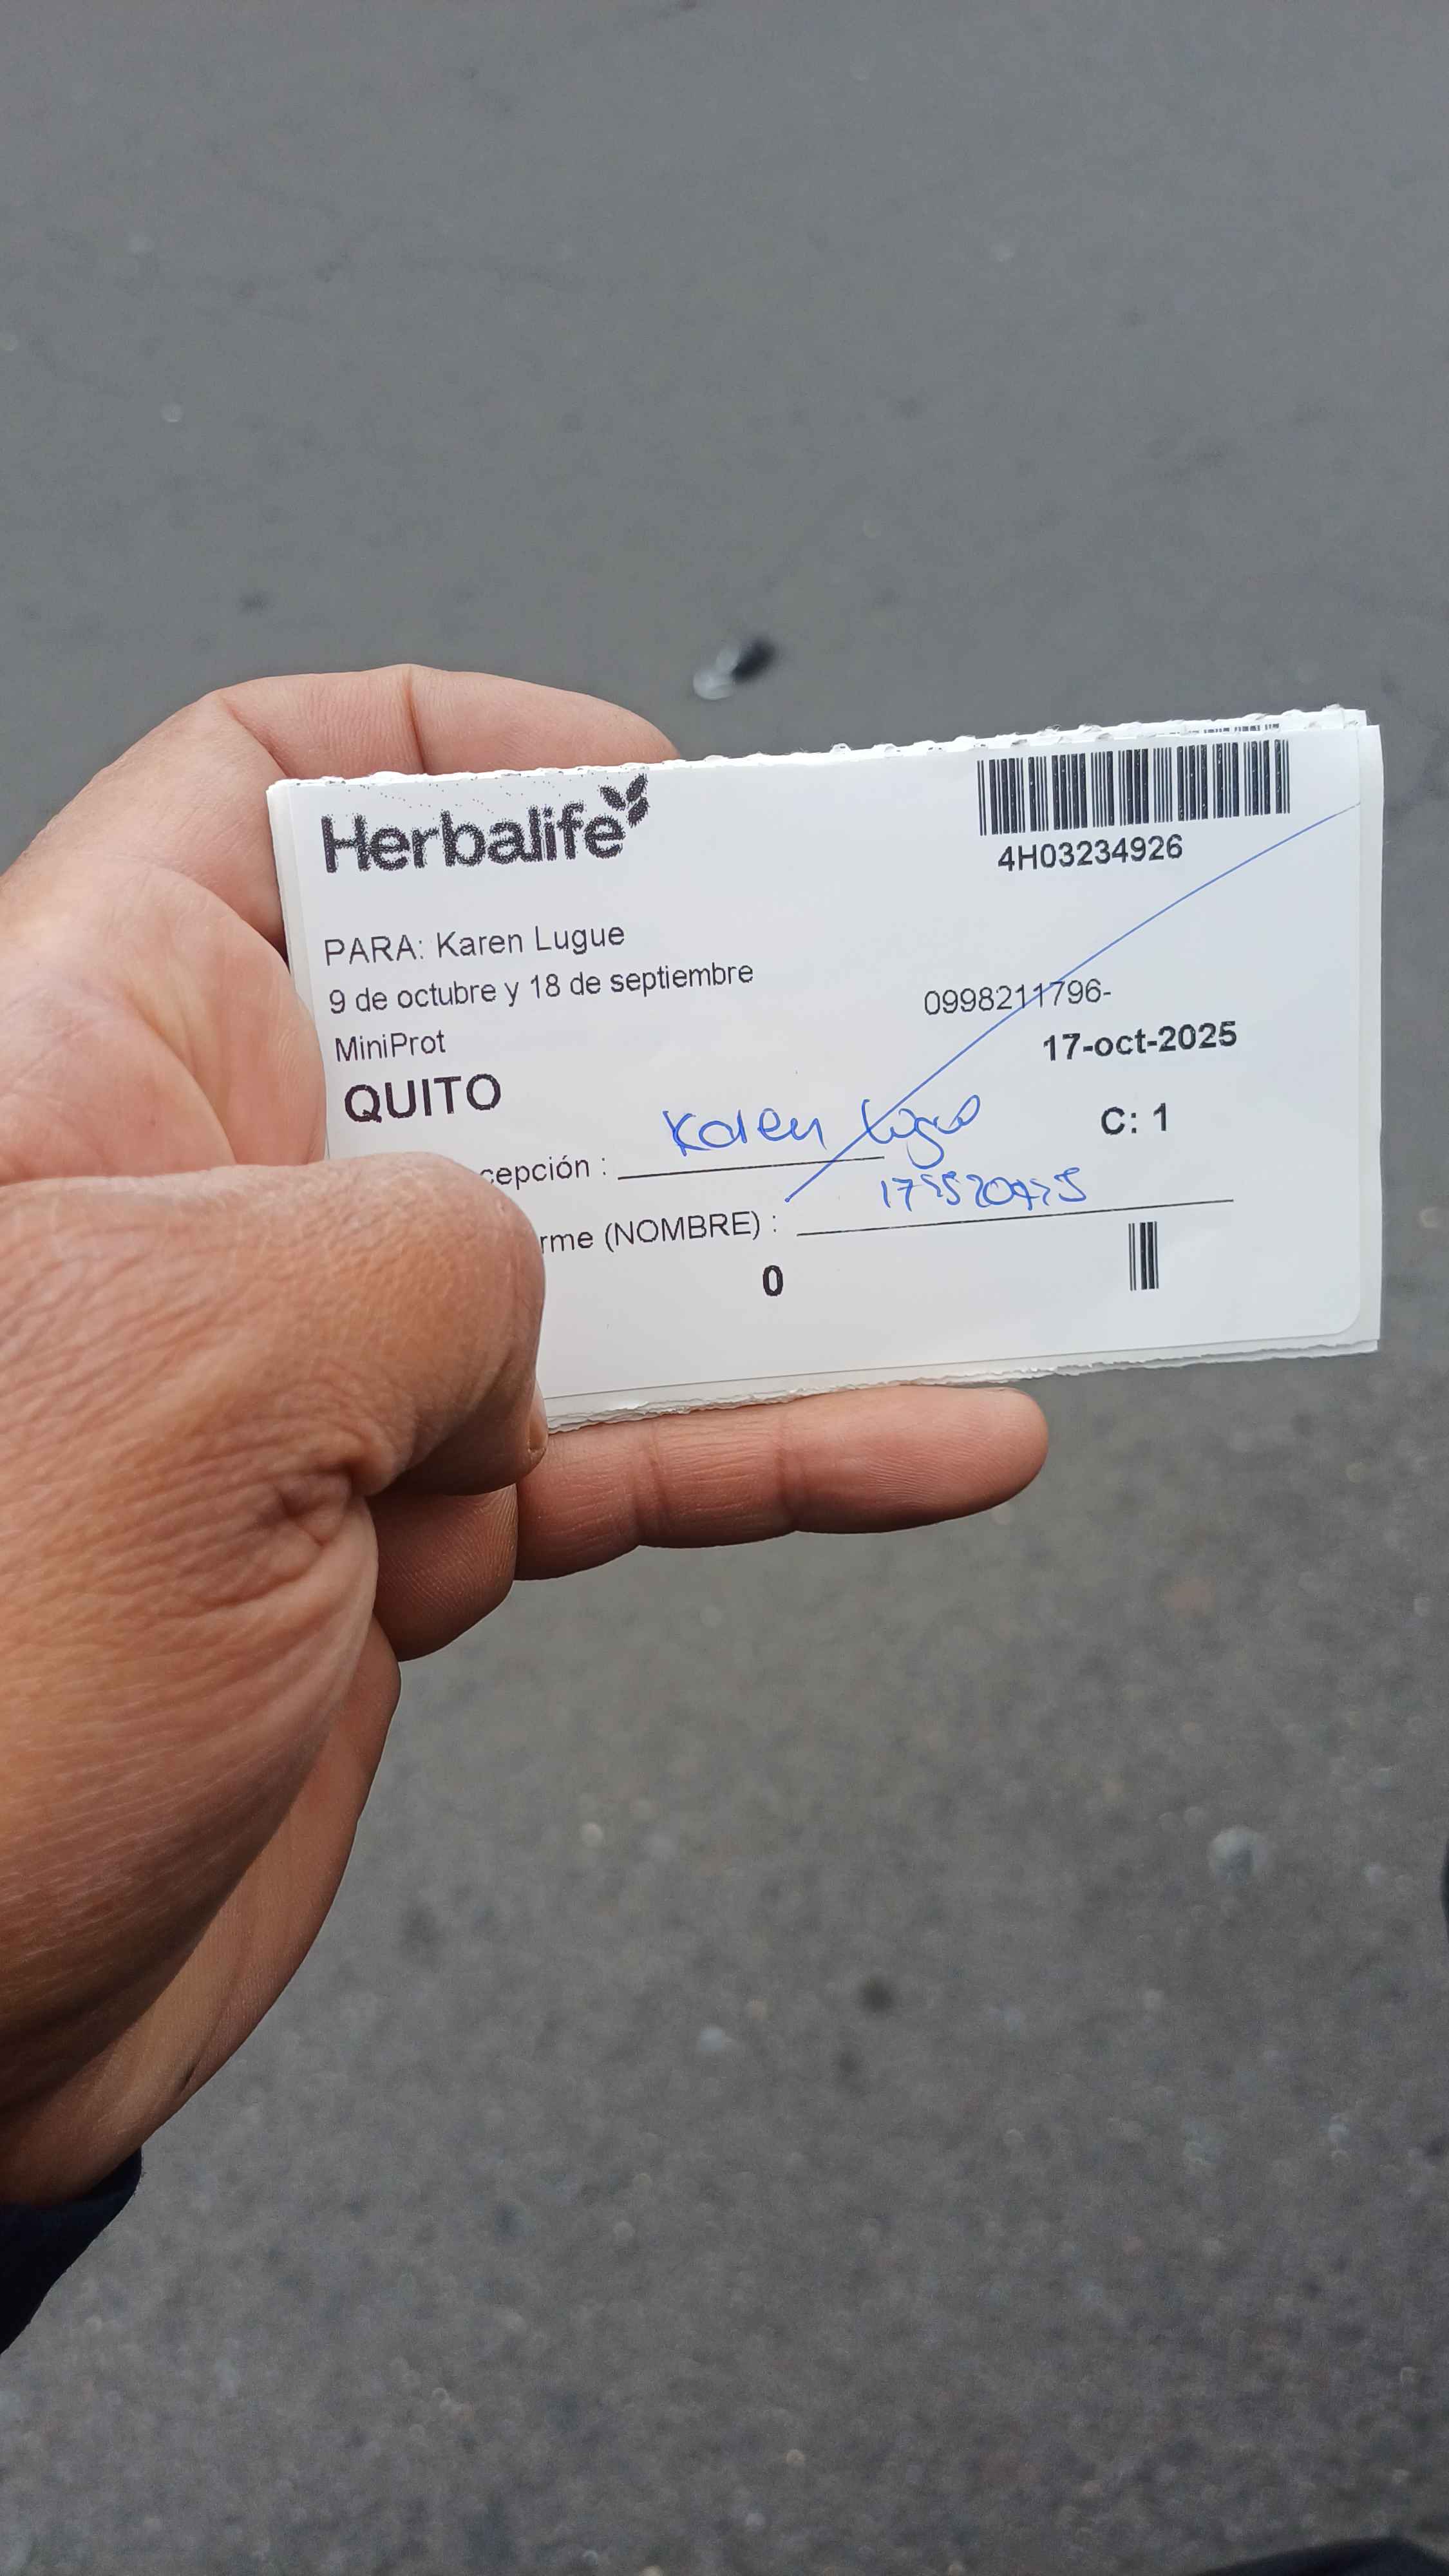 Herbalife
4H03234926
PARA: Karen Lugue
9 de octubre y 18 de septiembre
0998211796-
MiniProt
17-oct-2025
QUITO
C: 1
cepción : Karen Lugue
rme (NOMBRE) :
0